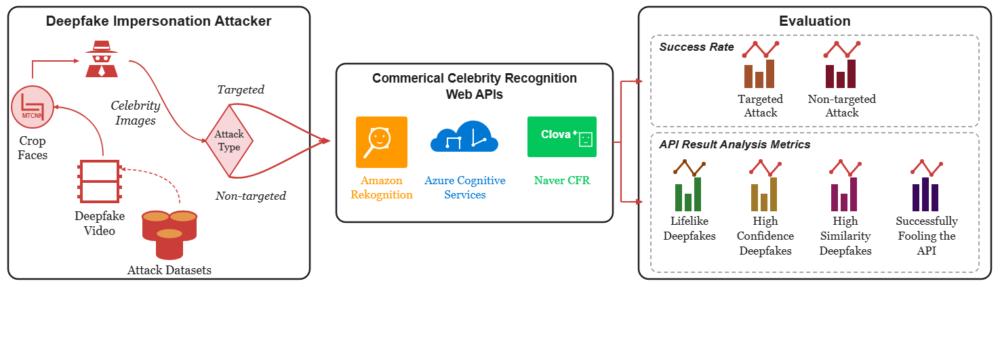 Deepfake Impersonation Attacker
Targeted
Celebrity
Images
MTCNN
Attack
Type
Crop
Faces
Non-targeted
Deepfake
Video
Attack Datasets
Commerical Celebrity Recognition
Web APIs
Clova
Amazon
Rekognition
Azure Cognitive
Services
Naver CFR
Evaluation
Success Rate
Targeted
Attack
Non-targeted
Attack
API Result Analysis Metrics
Lifelike
Deepfakes
High
Confidence
Deepfakes
High
Similarity
Deepfakes
Successfully
Fooling the
API